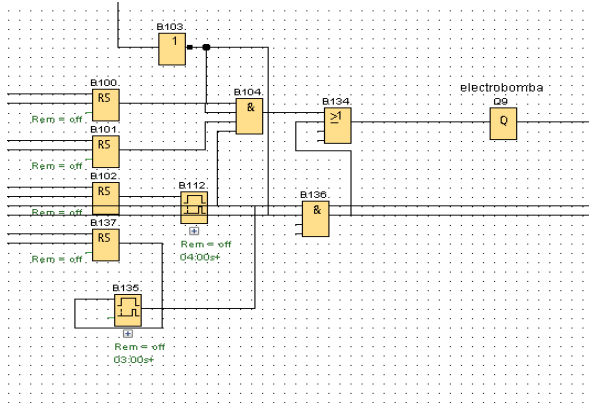 B103
1
B100
RS
Rem = off
B104
&
B134
≥1
electrobomba
Q9
Q
B101
RS
Rem = off
B102
RS
Rem = off
B112
Rem = off
04:00s+
B136
&
B137
RS
Rem = off
B135
Rem = off
03:00s+